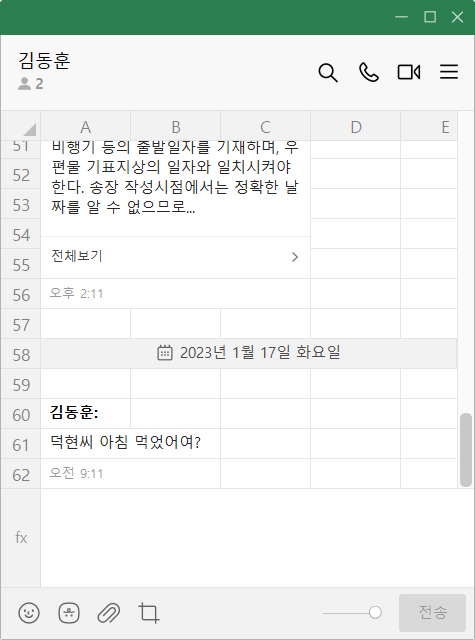 김동훈
2
A B C D E
51 비행기 등의 출발일자를 기재하며, 우
52 편물 기표지상의 일자와 일치시켜야
53 한다. 송장 작성시점에서는 정확한 날
짜를 알 수 없으므로...
54
55 전체보기
56 오후 2:11
57
58 2023년 1월 17일 화요일
59
60 김동훈:
61 덕현씨 아침 먹었어여?
62 오전 9:11
fx
전송